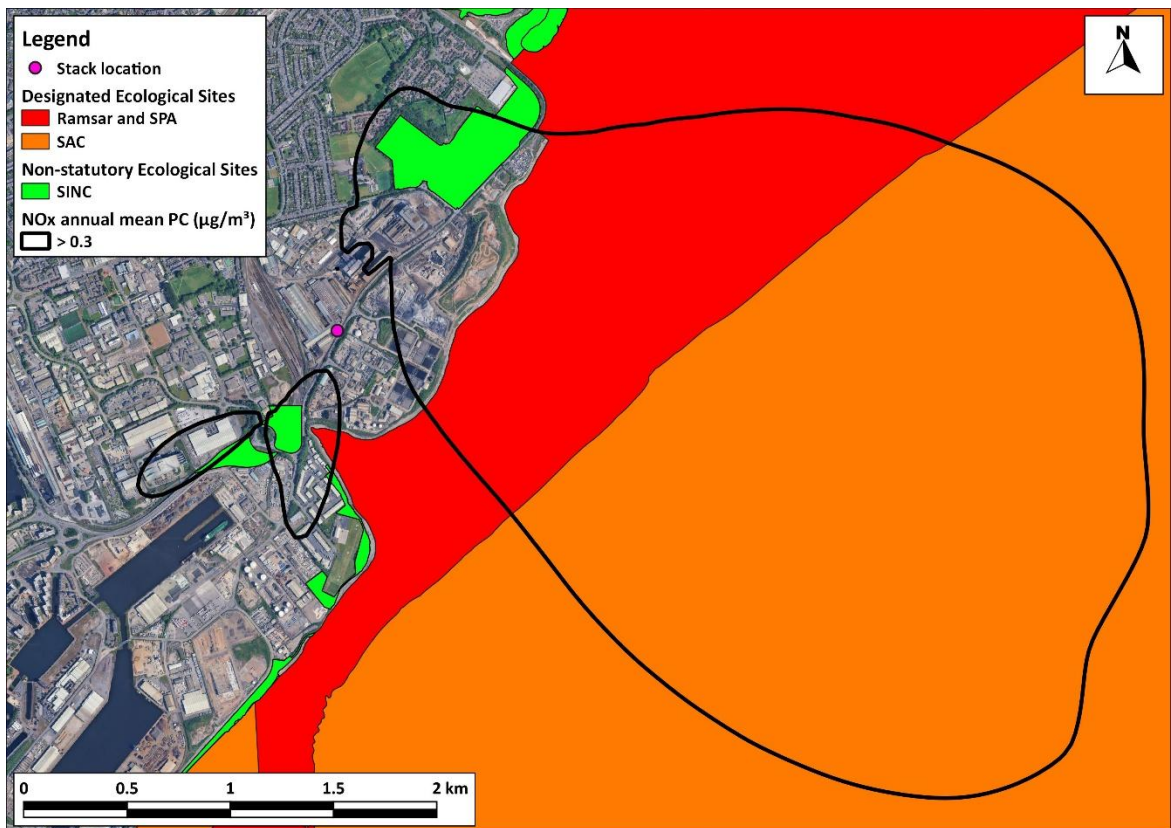 Legend
Stack location
Designated Ecological Sites
Ramsar and SPA
SAC
Non-statutory Ecological Sites
SINC
NOx annual mean PC (µg/m³)
> 0.3
N
0 0.5 1 1.5 2 km